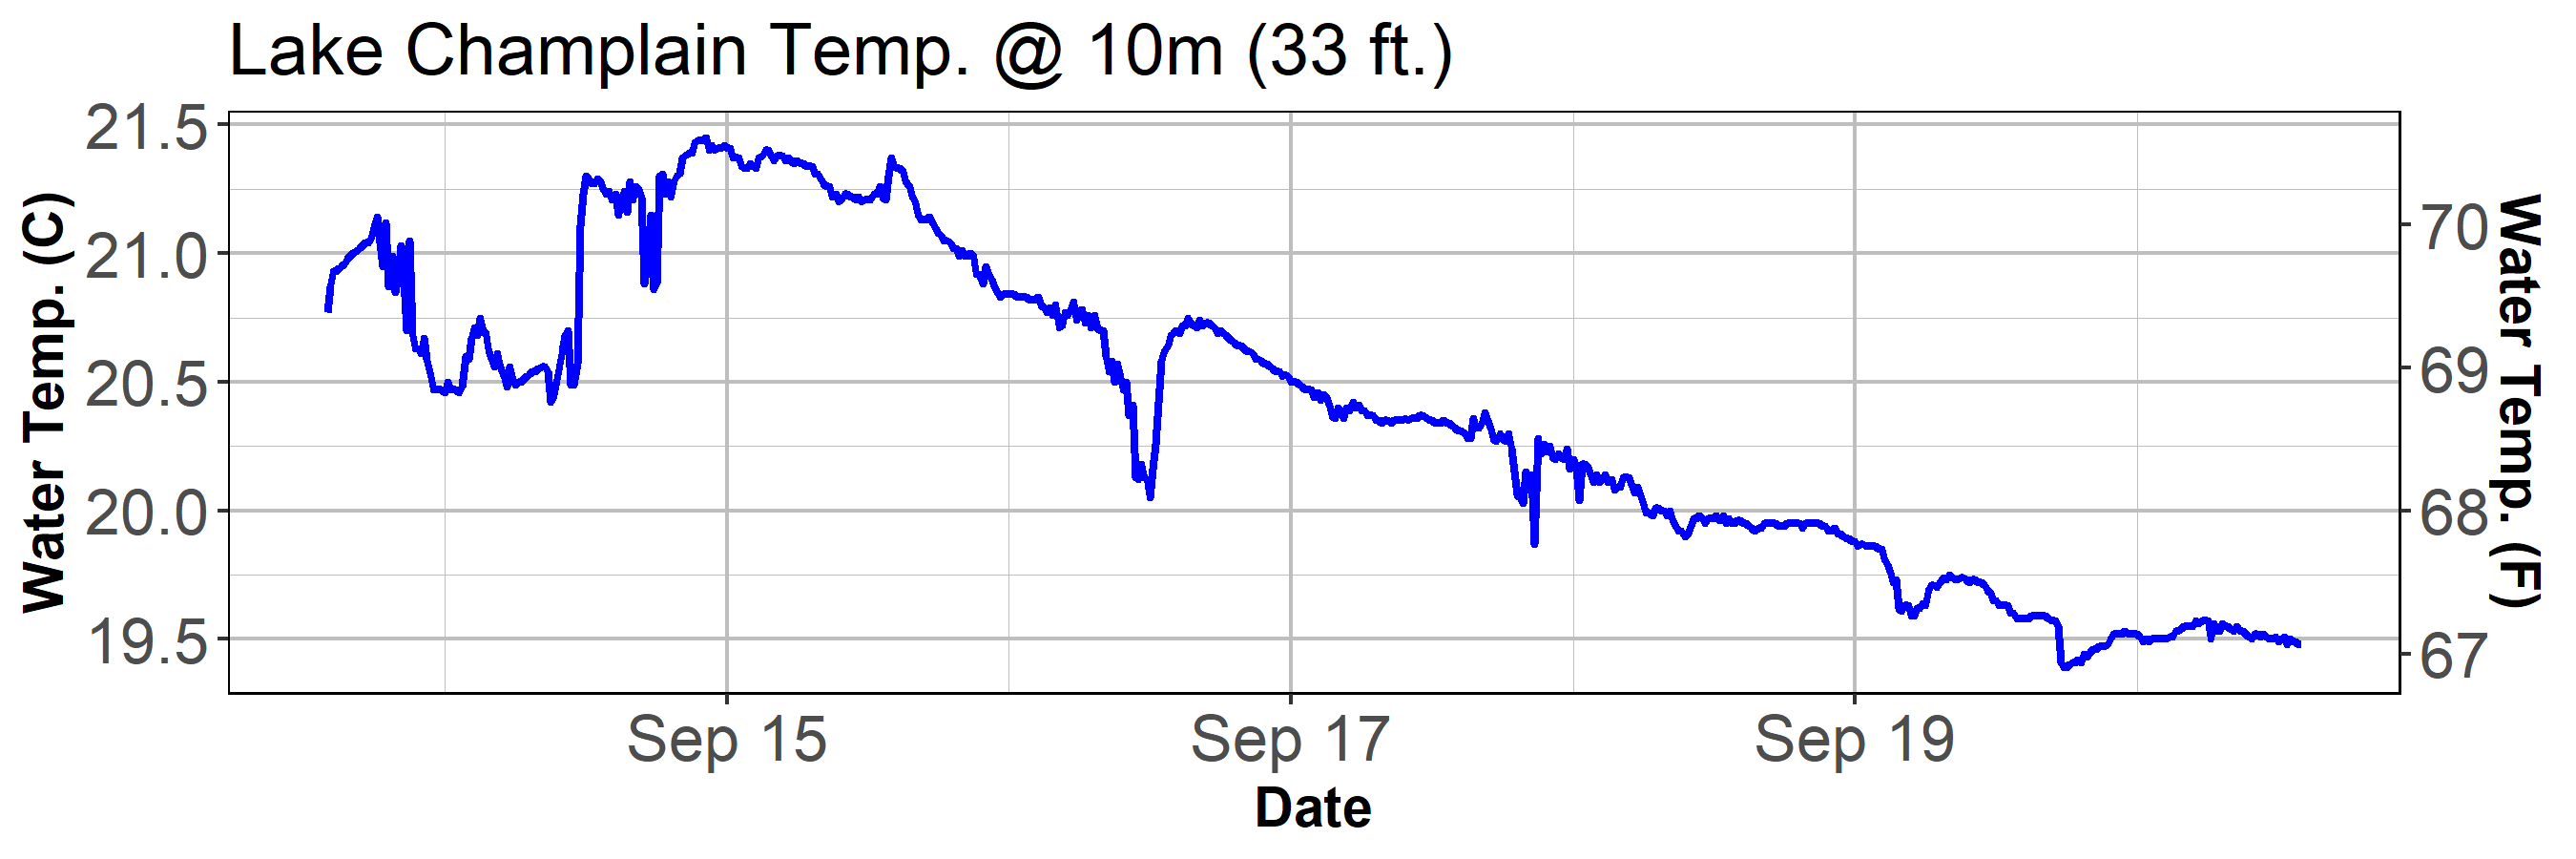 Lake Champlain Temp. @ 10m (33 ft.)
Water Temp. (C)
21.5
21.0
20.5
20.0
19.5
70
69
68
67
Water Temp. (F)
Sep 15
Sep 17
Sep 19
Date